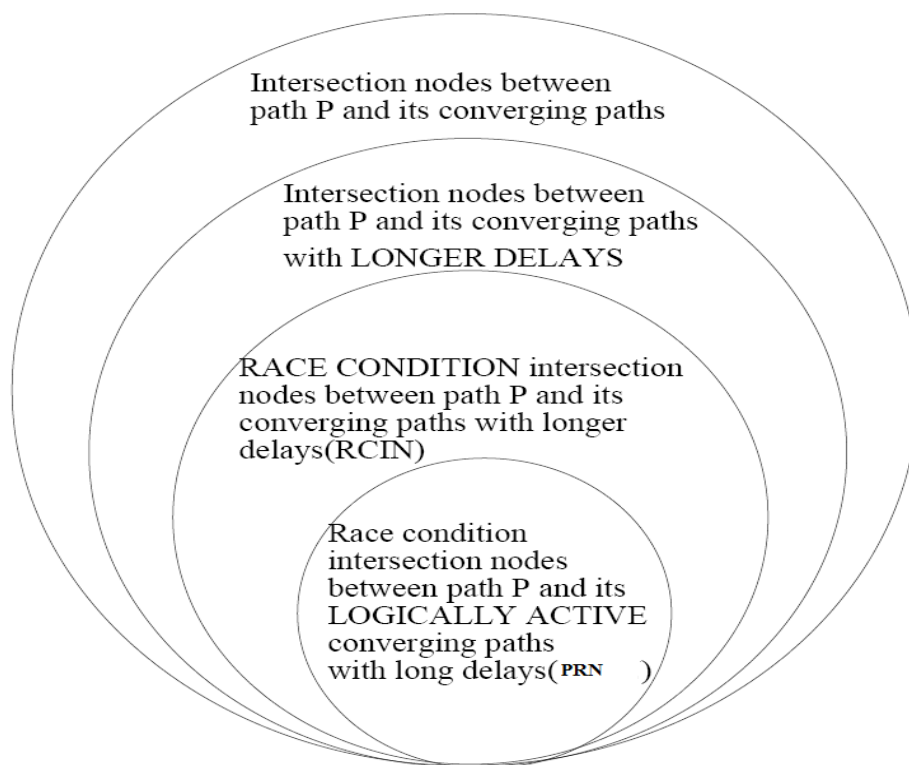 Intersection nodes between
path P and its converging paths
Intersection nodes between
path P and its converging paths
with LONGER DELAYS
RACE CONDITION intersection
nodes between path P and its
converging paths with longer
delays(RCIN)
Race condition
intersection nodes
between path P and its
LOGICALLY ACTIVE
converging paths
with long delays( PRN )